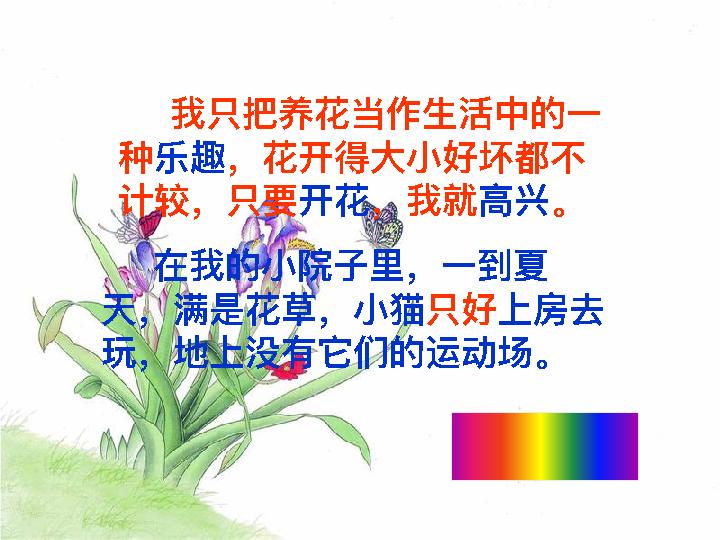 我只把养花当作生活中的一
种乐趣，花开得大小好坏都不
计较，只要开花，我就高兴。
在我的小院子里，一到夏
天，满是花草，小猫只好上房去
玩，地上没有它们的运动场。